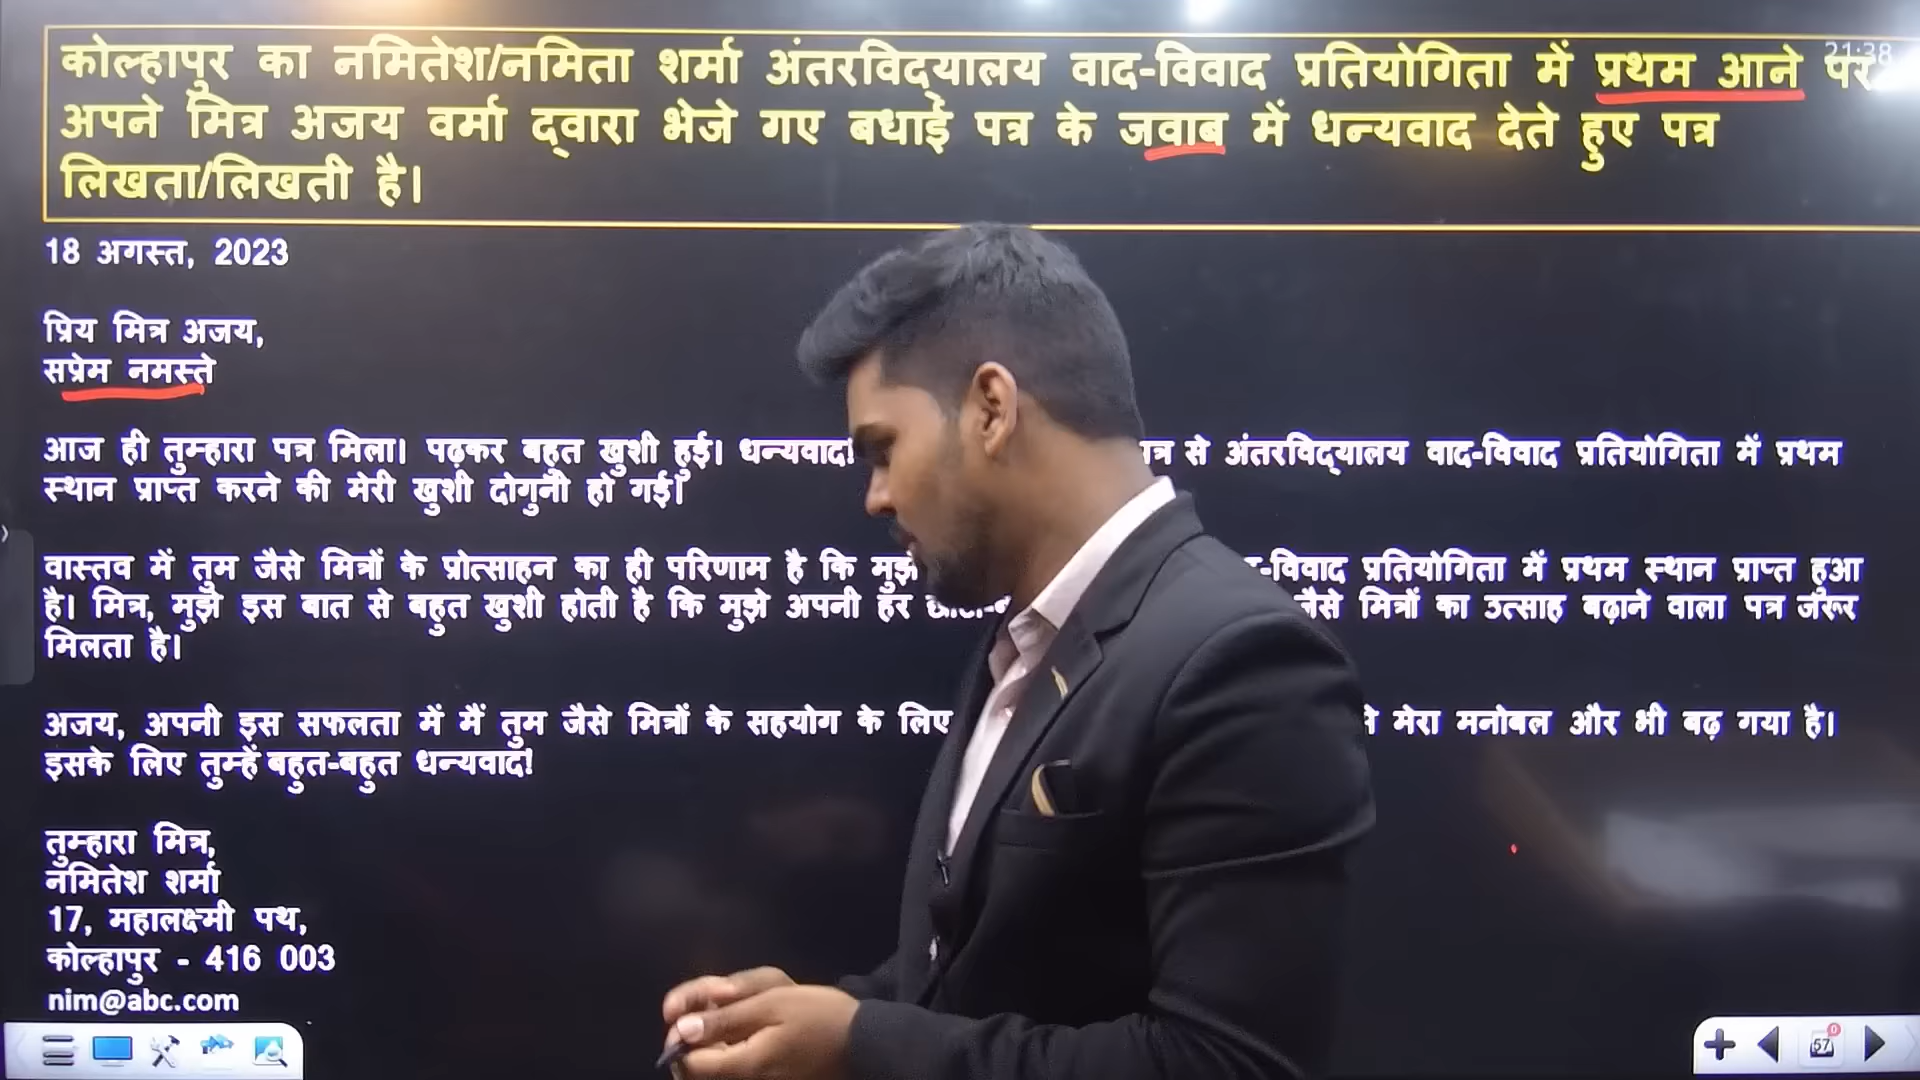 कोल्हापुर का नमितेश/नमिता शर्मा अंतरविद्यालय वाद-विवाद प्रतियोगिता में प्रथम आने पर
21:38
अपने मित्र अजय वर्मा द्वारा भेजे गए बधाई पत्र के जवाब में धन्यवाद देते हुए पत्र
लिखता/लिखती है।
18 अगस्त, 2023
प्रिय मित्र अजय,
सप्रेम नमस्ते
आज ही तुम्हारा पत्र मिला। पढ़कर बहुत खुशी हुई। धन्यवाद! से अंतरविद्यालय वाद-विवाद प्रतियोगिता में प्रथम
स्थान प्राप्त करने की मेरी खुशी दोगुनी हो गई।
वास्तव में तुम जैसे मित्रों के प्रोत्साहन का ही परिणाम है कि -विवाद प्रतियोगिता में प्रथम स्थान प्राप्त हुआ
है। मित्र, मुझे इस बात से बहुत खुशी होती है कि मुझे अपनी हर जैसे मित्रों का उत्साह बढ़ाने वाला पत्र जरूर
मिलता है।
अजय, अपनी इस सफलता में मैं तुम जैसे मित्रों के सहयोग के लिए मेरा मनोबल और भी बढ़ गया है।
इसके लिए तुम्हें बहुत-बहुत धन्यवाद!
तुम्हारा मित्र,
नमितेश शर्मा
17, महालक्ष्मी पथ,
कोल्हापुर - 416 003
nim@abc.com
57
0